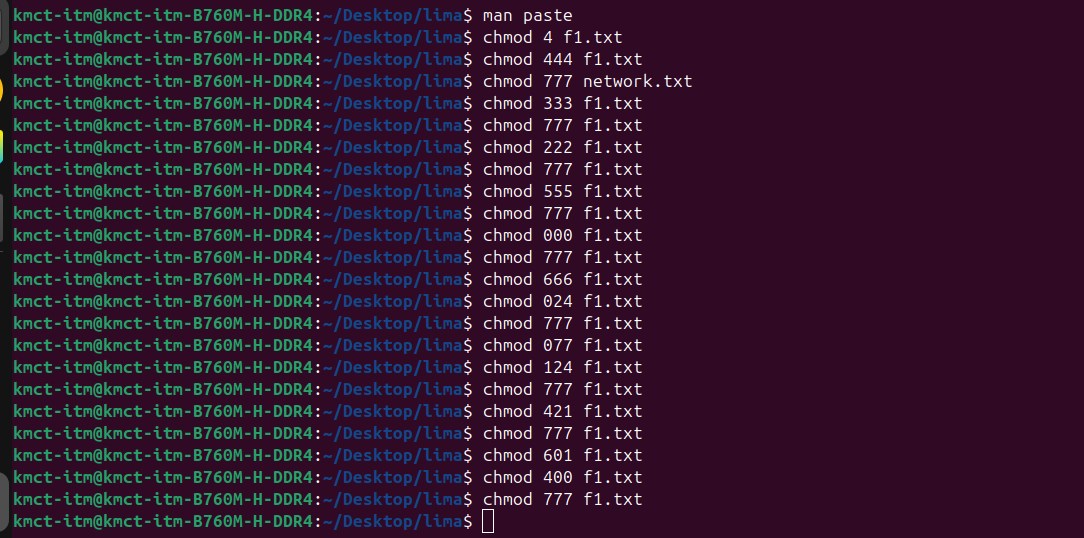 kmct-itm@kmct-itm-B760M-H-DDR4:~/Desktop/lima$ man paste
kmct-itm@kmct-itm-B760M-H-DDR4:~/Desktop/lima$ chmod 4 f1.txt
kmct-itm@kmct-itm-B760M-H-DDR4:~/Desktop/lima$ chmod 444 f1.txt
kmct-itm@kmct-itm-B760M-H-DDR4:~/Desktop/lima$ chmod 777 network.txt
kmct-itm@kmct-itm-B760M-H-DDR4:~/Desktop/lima$ chmod 333 f1.txt
kmct-itm@kmct-itm-B760M-H-DDR4:~/Desktop/lima$ chmod 777 f1.txt
kmct-itm@kmct-itm-B760M-H-DDR4:~/Desktop/lima$ chmod 222 f1.txt
kmct-itm@kmct-itm-B760M-H-DDR4:~/Desktop/lima$ chmod 777 f1.txt
kmct-itm@kmct-itm-B760M-H-DDR4:~/Desktop/lima$ chmod 555 f1.txt
kmct-itm@kmct-itm-B760M-H-DDR4:~/Desktop/lima$ chmod 777 f1.txt
kmct-itm@kmct-itm-B760M-H-DDR4:~/Desktop/lima$ chmod 000 f1.txt
kmct-itm@kmct-itm-B760M-H-DDR4:~/Desktop/lima$ chmod 777 f1.txt
kmct-itm@kmct-itm-B760M-H-DDR4:~/Desktop/lima$ chmod 666 f1.txt
kmct-itm@kmct-itm-B760M-H-DDR4:~/Desktop/lima$ chmod 024 f1.txt
kmct-itm@kmct-itm-B760M-H-DDR4:~/Desktop/lima$ chmod 777 f1.txt
kmct-itm@kmct-itm-B760M-H-DDR4:~/Desktop/lima$ chmod 077 f1.txt
kmct-itm@kmct-itm-B760M-H-DDR4:~/Desktop/lima$ chmod 124 f1.txt
kmct-itm@kmct-itm-B760M-H-DDR4:~/Desktop/lima$ chmod 777 f1.txt
kmct-itm@kmct-itm-B760M-H-DDR4:~/Desktop/lima$ chmod 421 f1.txt
kmct-itm@kmct-itm-B760M-H-DDR4:~/Desktop/lima$ chmod 777 f1.txt
kmct-itm@kmct-itm-B760M-H-DDR4:~/Desktop/lima$ chmod 601 f1.txt
kmct-itm@kmct-itm-B760M-H-DDR4:~/Desktop/lima$ chmod 400 f1.txt
kmct-itm@kmct-itm-B760M-H-DDR4:~/Desktop/lima$ chmod 777 f1.txt
kmct-itm@kmct-itm-B760M-H-DDR4:~/Desktop/lima$